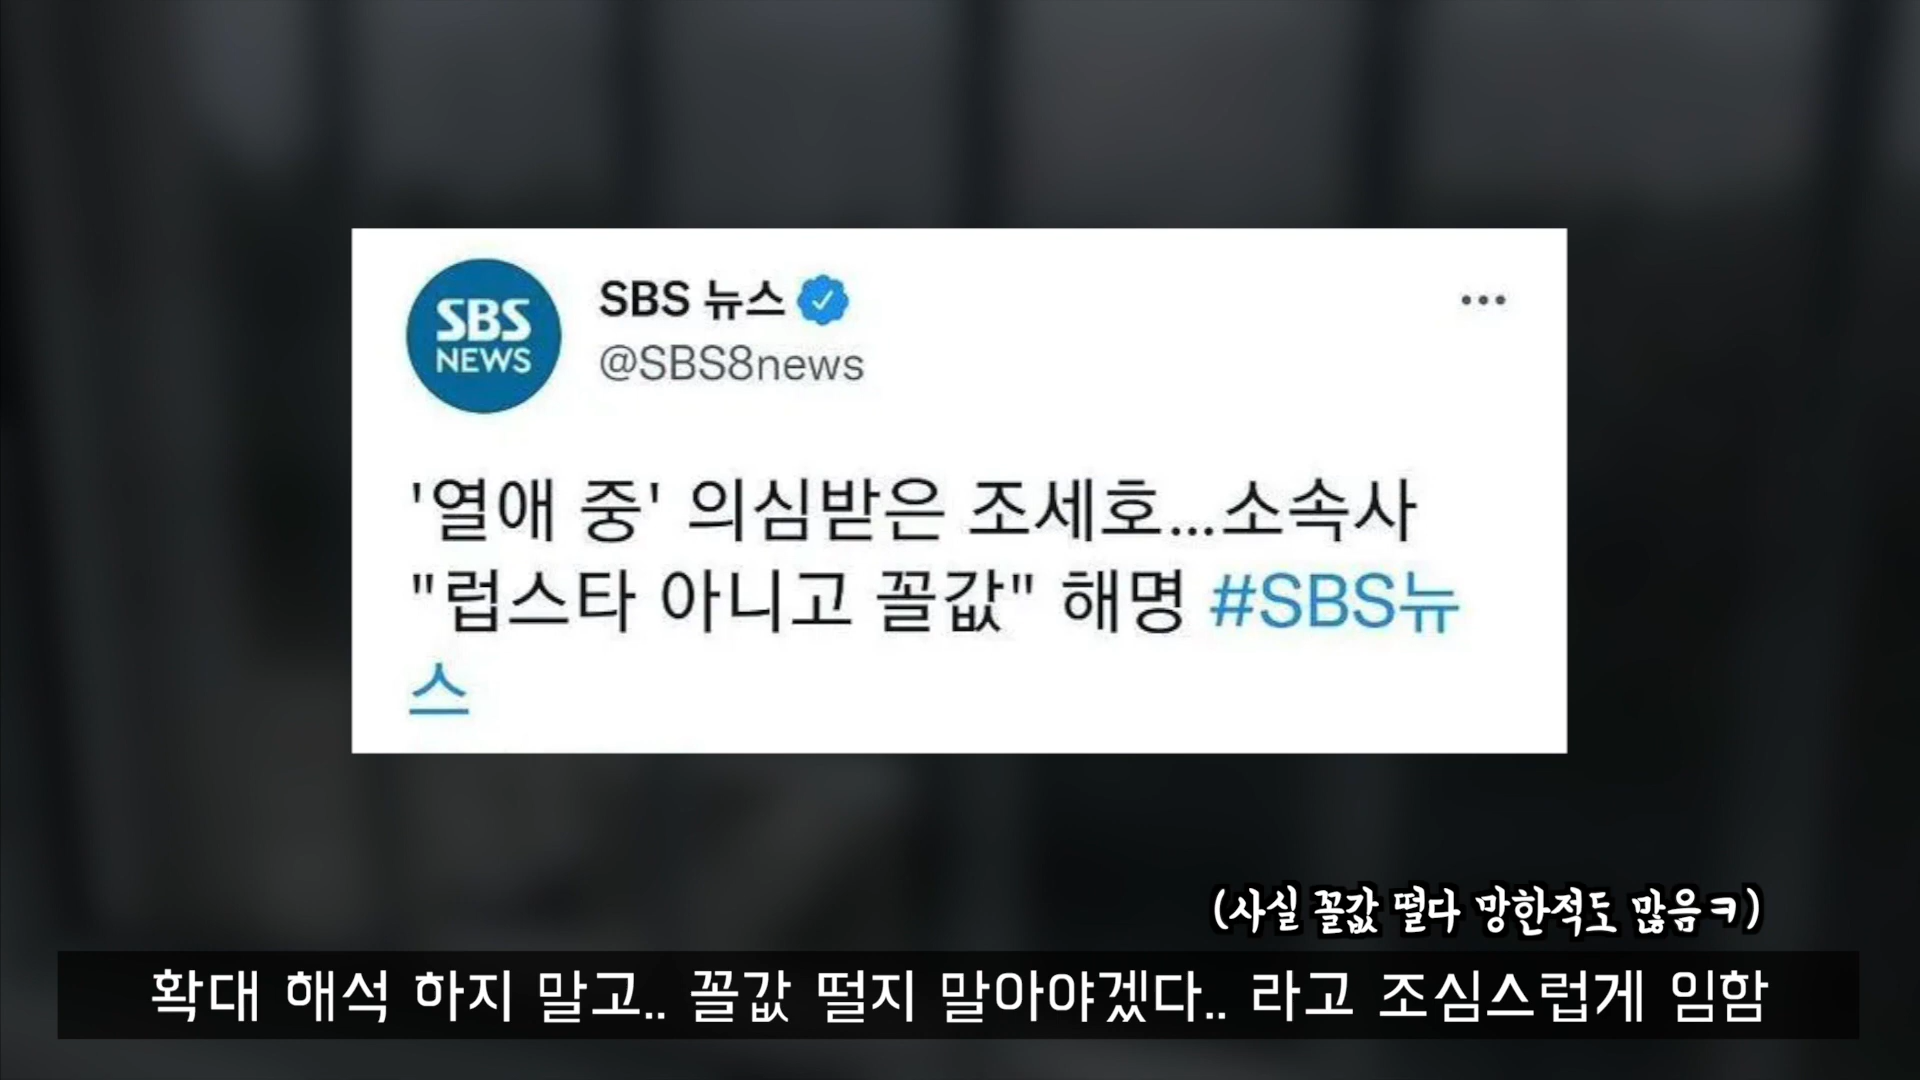 SBS
NEWS
SBS 뉴스
@SBS8news
'열애 중' 의심받은 조세호...소속사
"럽스타 아니고 꼴값" 해명 #SBS뉴
스
(사실 꼴값 떨다 망한적도 많음ㅋ)
확대 해석 하지 말고.. 꼴값 떨지 말아야겠다.. 라고 조심스럽게 임함